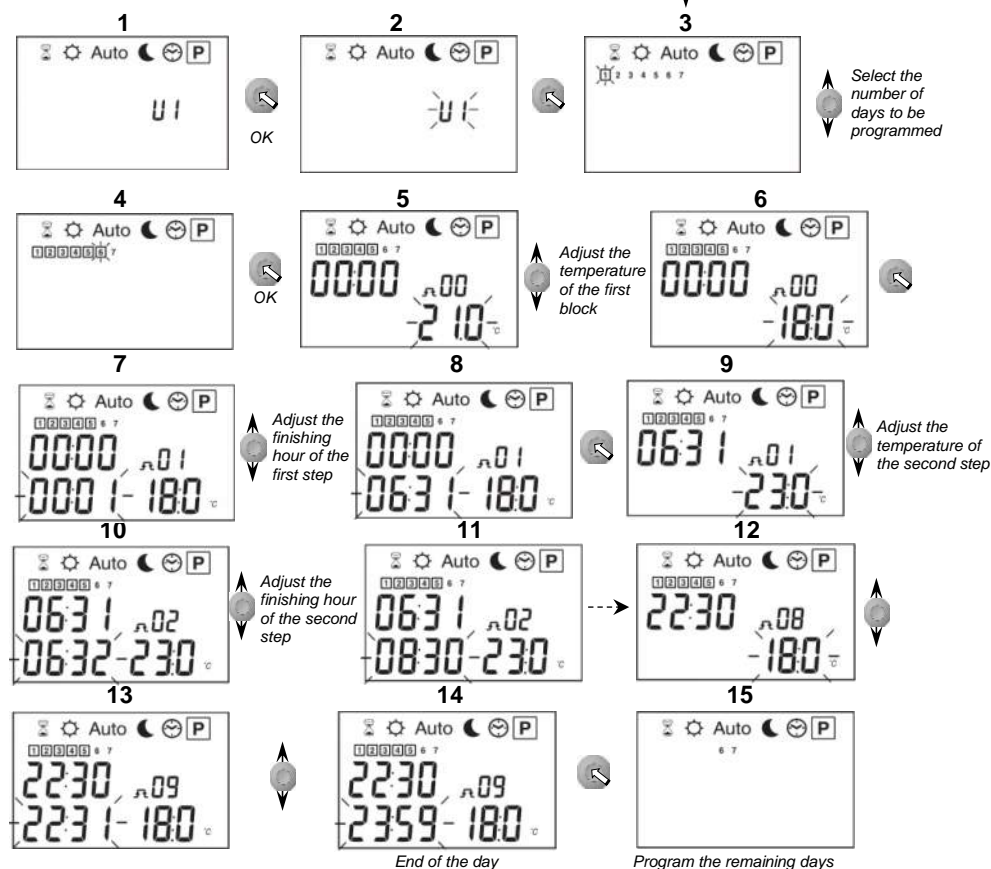 1
Auto P
U1
OK
2
Auto P
U1
3
Auto P
1 2 3 4 5 6 7
Select the
number of
days to be
programmed
4
Auto P
1 2 3 4 5 6 7
OK
5
Auto P
1 2 3 4 5 6 7
00:00
00
21.0 °C
Adjust the
temperature
of the first
block
6
Auto P
1 2 3 4 5 6 7
00:00
00
18.0 °C
7
Auto P
1 2 3 4 5 6 7
00:00 01
00:01 18.0 °C
Adjust the
finishing
hour of the
first step
8
Auto P
1 2 3 4 5 6 7
00:00 01
06:31 18.0 °C
9
Auto P
1 2 3 4 5 6 7
06:31 01
23.0 °C
Adjust the
temperature of
the second step
10
Auto P
1 2 3 4 5 6 7
06:31 02
06:32 23.0 °C
Adjust the
finishing hour
of the second
step
11
Auto P
1 2 3 4 5 6 7
06:31 02
08:30 23.0 °C
12
Auto P
1 2 3 4 5 6 7
22:30 08
18.0 °C
13
Auto P
1 2 3 4 5 6 7
22:30 09
22:31 18.0 °C
14
Auto P
1 2 3 4 5 6 7
22:30 09
23:59 18.0 °C
End of the day
15
Auto P
6 7
Program the remaining days